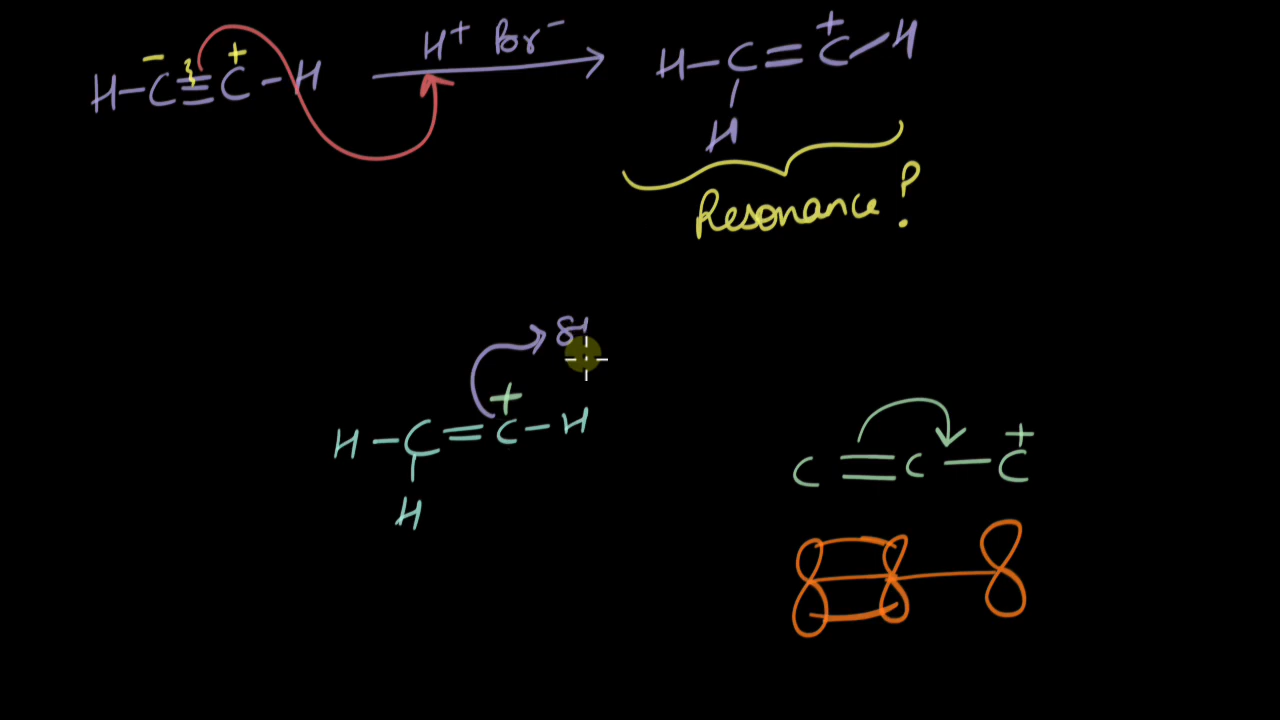 H-C≡C-H
− +
H⁺ Br⁻
H-C=C⁺-H
H
Resonance?
H-C=C⁺-H
H
C=C-C⁺